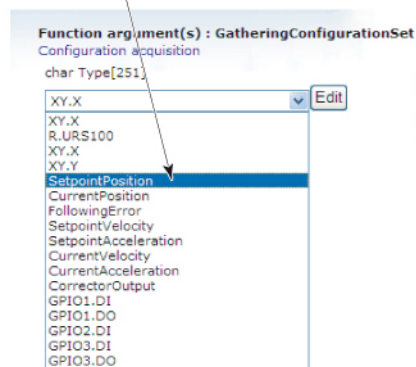 Function argument(s) : GatheringConfigurationSet
Configuration acquisition
char Type[251]
XY.X
Edit
XY.X
R.URS100
XY.X
XY.Y
SetpointPosition
CurrentPosition
FollowingError
SetpointVelocity
SetpointAcceleration
CurrentVelocity
CurrentAcceleration
CorrectorOutput
GPIO1.DI
GPIO1.DO
GPIO2.DI
GPIO3.DI
GPIO3.DO